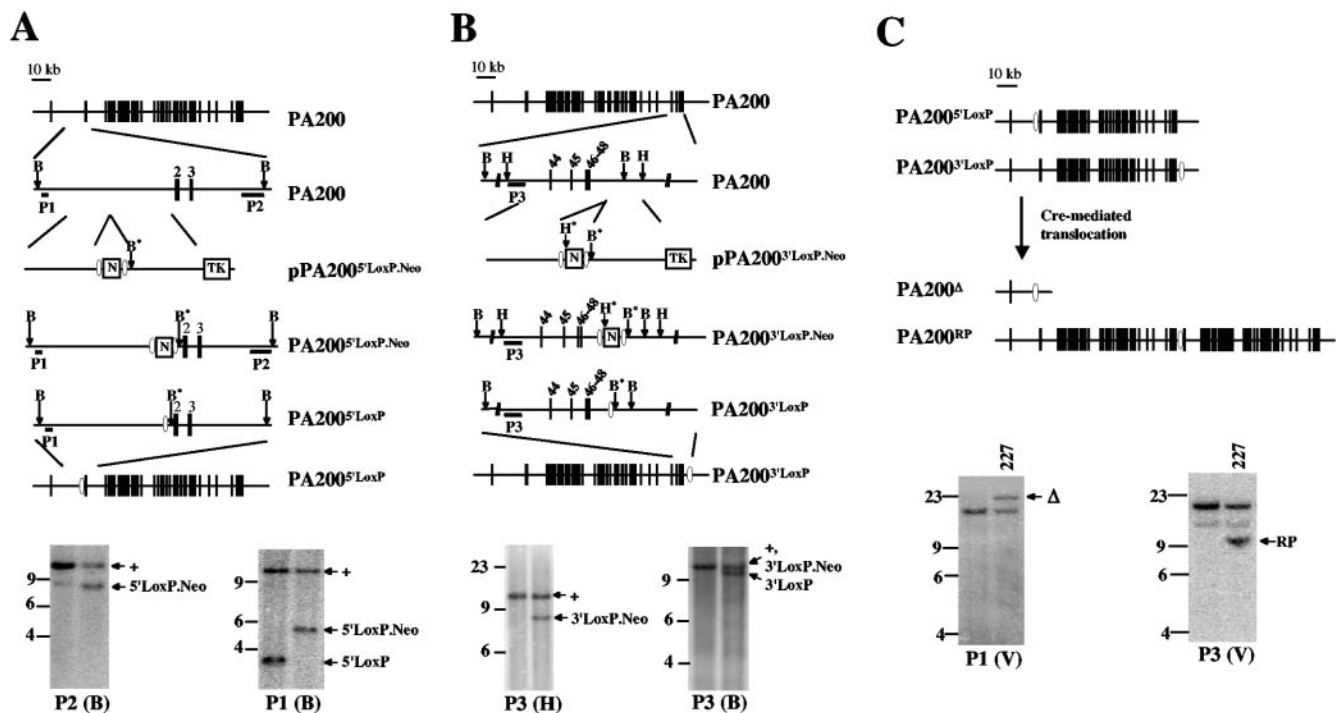 A
10 kb
PA200
B
B
2 3
PA200
P1
P2
B*
N
TK
pPA200^5'LoxP.Neo
B
B*
B
2 3
N
PA200^5'LoxP.Neo
P1
P2
B
B*
B
2 3
PA200^5'LoxP
P1
PA200^5'LoxP
9
6
4
+
5'LoxP.Neo
P2 (B)
9
6
4
+
5'LoxP.Neo
5'LoxP
P1 (B)
B
10 kb
PA200
B H 44 45 46-48 B H
PA200
P3
H*
B*
N
TK
pPA200^3'LoxP.Neo
B H 44 45 46-48 H* B* B H
N
PA200^3'LoxP.Neo
P3
B 44 45 46-48 B* B
PA200^3'LoxP
P3
PA200^3'LoxP
23
9
6
+
3'LoxP.Neo
P3 (H)
9
6
4
+,
3'LoxP.Neo
3'LoxP
P3 (B)
C
10 kb
PA200^5'LoxP
PA200^3'LoxP
Cre-mediated
translocation
PA200^Δ
PA200^RP
227
23
9
6
4
Δ
P1 (V)
227
23
9
6
4
RP
P3 (V)